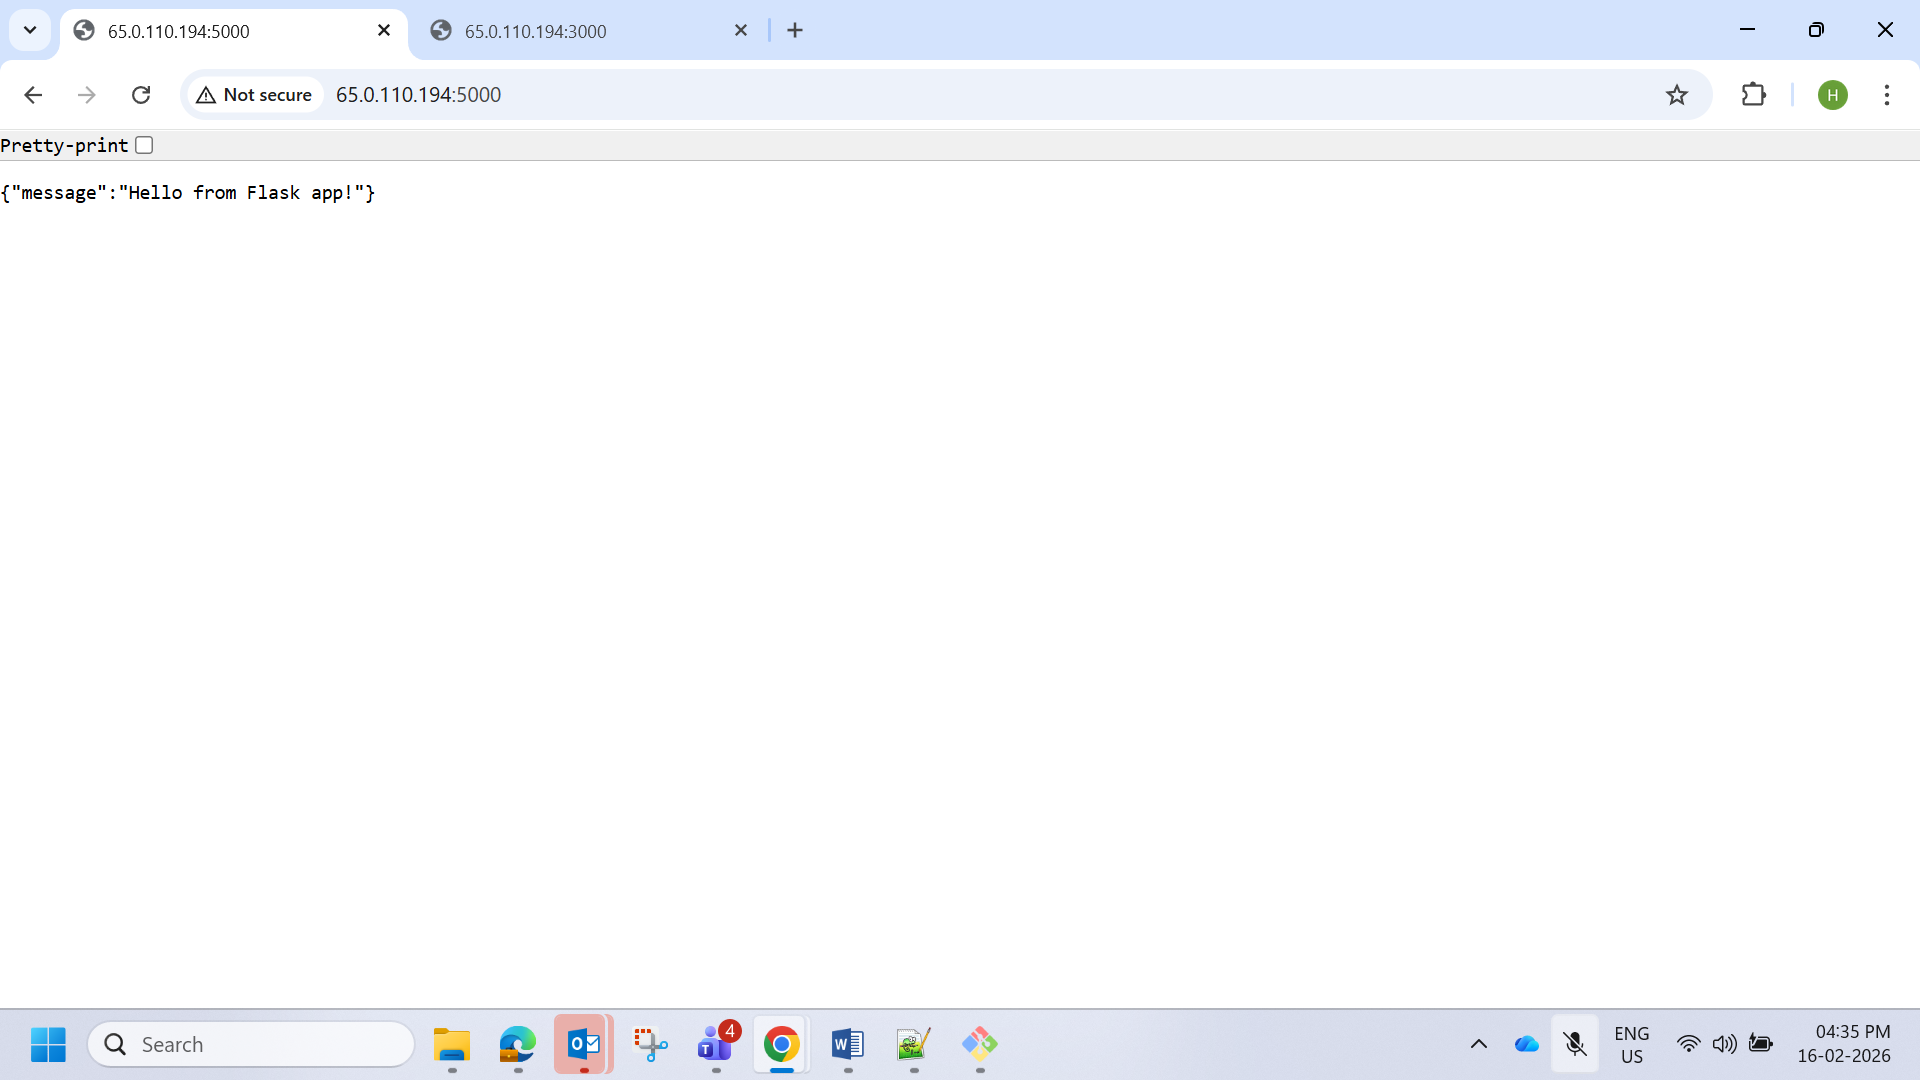 65.0.110.194:5000
65.0.110.194:3000
Not secure
65.0.110.194:5000
H
Pretty-print
{"message":"Hello from Flask app!"}
Search
4
ENG
US
04:35 PM
16-02-2026